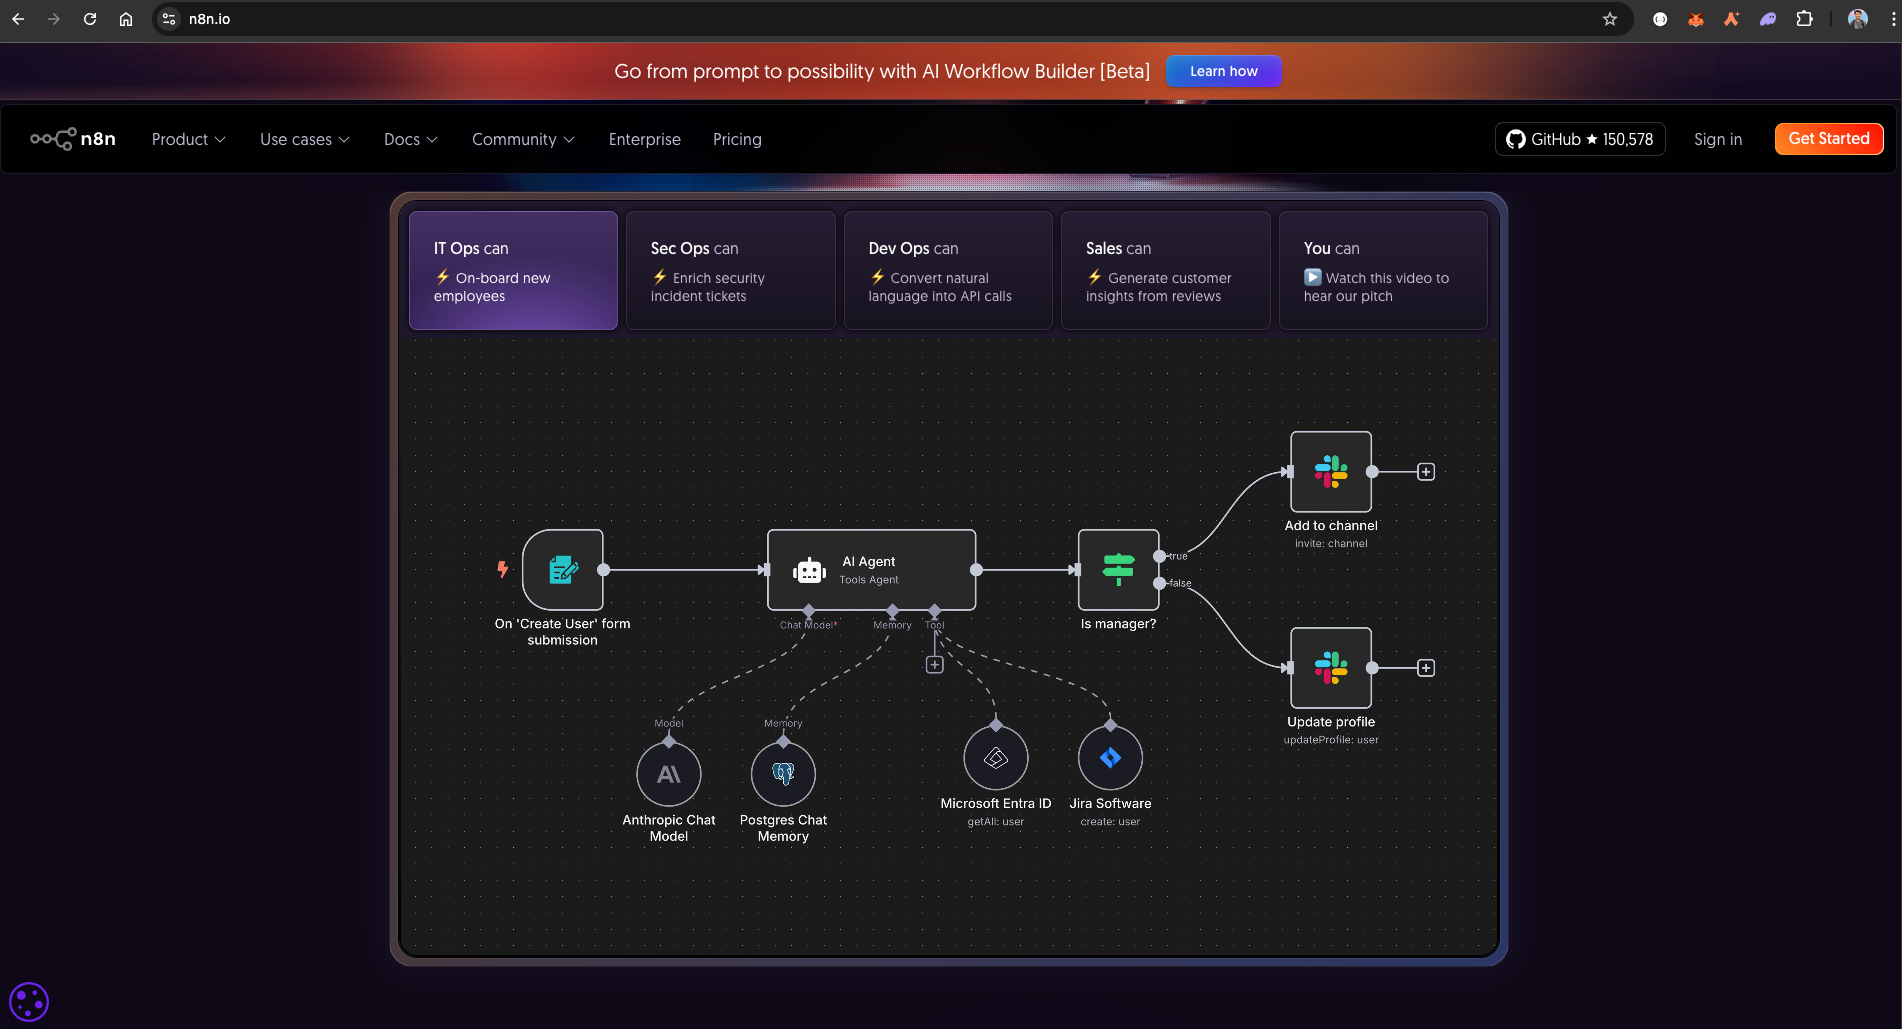 n8n.io
Go from prompt to possibility with AI Workflow Builder [Beta]
Learn how
n8n
Product
Use cases
Docs
Community
Enterprise
Pricing
GitHub ★ 150,578
Sign in
Get Started
IT Ops can
⚡ On-board new
employees
Sec Ops can
⚡ Enrich security
incident tickets
Dev Ops can
⚡ Convert natural
language into API calls
Sales can
⚡ Generate customer
insights from reviews
You can
▶️ Watch this video to
hear our pitch
On 'Create User' form
submission
AI Agent
Tools Agent
Chat Model*
Memory
Tool
Is manager?
true
false
Add to channel
invite: channel
Update profile
updateProfile: user
Model
Memory
Anthropic Chat
Model
Postgres Chat
Memory
Microsoft Entra ID
getAll: user
Jira Software
create: user